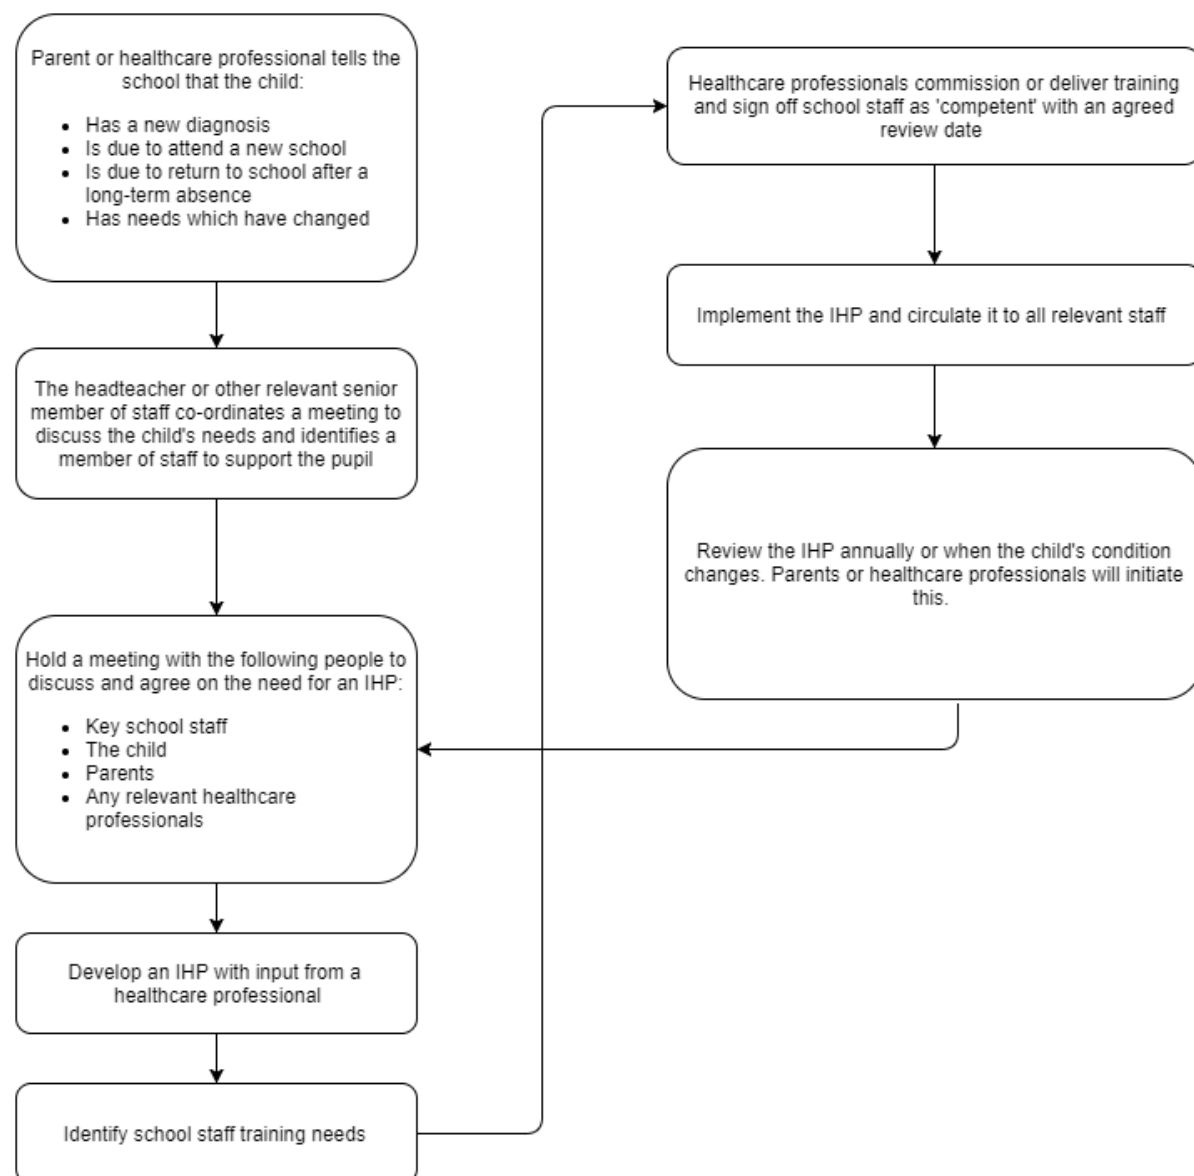 Parent or healthcare professional tells the
school that the child:
• Has a new diagnosis
• Is due to attend a new school
• Is due to return to school after a
long-term absence
• Has needs which have changed
The headteacher or other relevant senior
member of staff co-ordinates a meeting to
discuss the child's needs and identifies a
member of staff to support the pupil
Hold a meeting with the following people to
discuss and agree on the need for an IHP:
• Key school staff
• The child
• Parents
• Any relevant healthcare
professionals
Develop an IHP with input from a
healthcare professional
Identify school staff training needs
Healthcare professionals commission or deliver training
and sign off school staff as 'competent' with an agreed
review date
Implement the IHP and circulate it to all relevant staff
Review the IHP annually or when the child's condition
changes. Parents or healthcare professionals will initiate
this.